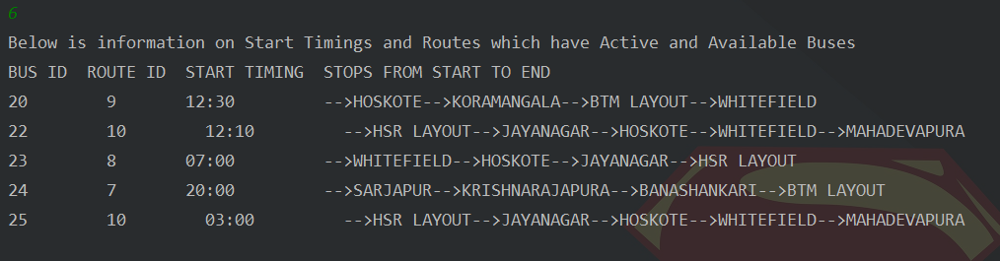 6
Below is information on Start Timings and Routes which have Active and Available Buses
BUS ID  ROUTE ID  START TIMING  STOPS FROM START TO END
20        9       12:30         -->HOSKOTE-->KORAMANGALA-->BTM LAYOUT-->WHITEFIELD
22        10        12:10         -->HSR LAYOUT-->JAYANAGAR-->HOSKOTE-->WHITEFIELD-->MAHADEVAPURA
23        8       07:00         -->WHITEFIELD-->HOSKOTE-->JAYANAGAR-->HSR LAYOUT
24        7       20:00         -->SARJAPUR-->KRISHNARAJAPURA-->BANASHANKARI-->BTM LAYOUT
25        10        03:00         -->HSR LAYOUT-->JAYANAGAR-->HOSKOTE-->WHITEFIELD-->MAHADEVAPURA